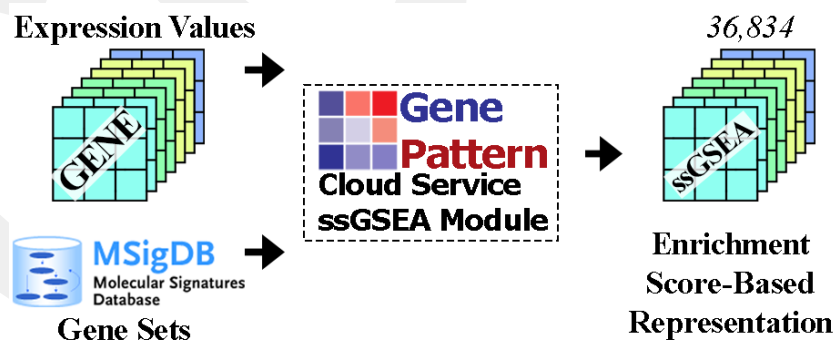 Expression Values
GENE
MSigDB
Molecular Signatures
Database
Gene Sets
Gene
Pattern
Cloud Service
ssGSEA Module
36,834
ssGSEA
Enrichment
Score-Based
Representation